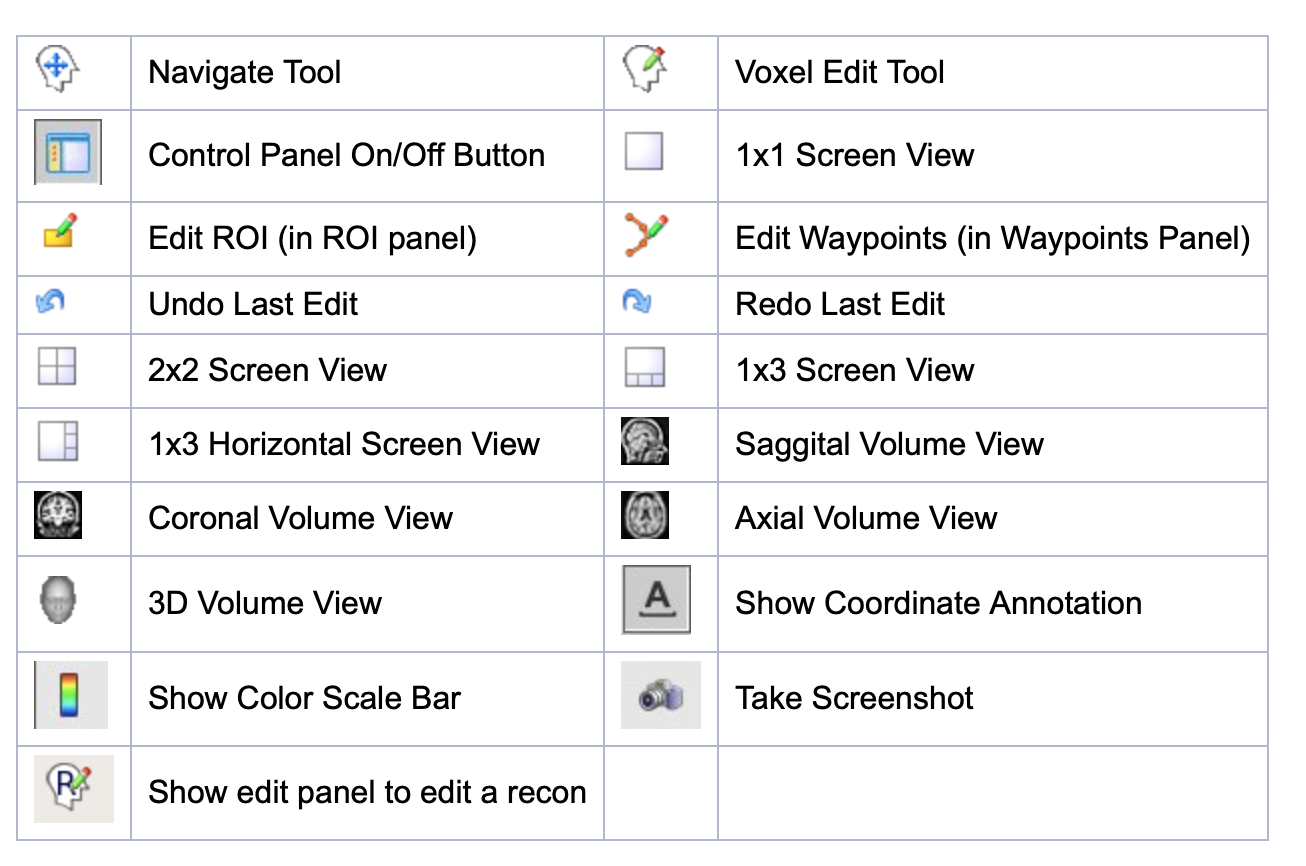 Navigate Tool
Voxel Edit Tool
Control Panel On/Off Button
1x1 Screen View
Edit ROI (in ROI panel)
Edit Waypoints (in Waypoints Panel)
Undo Last Edit
Redo Last Edit
2x2 Screen View
1x3 Screen View
1x3 Horizontal Screen View
Saggital Volume View
Coronal Volume View
Axial Volume View
3D Volume View
A
Show Coordinate Annotation
Show Color Scale Bar
Take Screenshot
R
Show edit panel to edit a recon